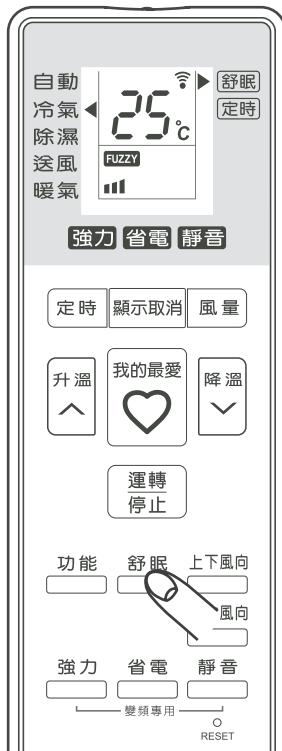 自動
冷氣
除濕
送風
暖氣
25℃
FUZZY
舒眠
定時
強力 省電 靜音
定時 顯示取消 風量
升溫 我的最愛 降溫
運轉
停止
功能 舒眠 上下風向
風向
強力 省電 靜音
變頻專用
RESET